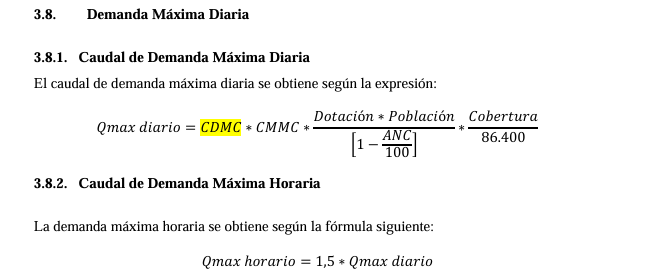 3.8. Demanda Máxima Diaria
3.8.1. Caudal de Demanda Máxima Diaria
El caudal de demanda máxima diaria se obtiene según la expresión:
Qmax diario = CDMC * CMMC * \frac{Dotación * Población}{[1 - \frac{ANC}{100}]} * \frac{Cobertura}{86.400}
3.8.2. Caudal de Demanda Máxima Horaria
La demanda máxima horaria se obtiene según la fórmula siguiente:
Qmax horario = 1,5 * Qmax diario